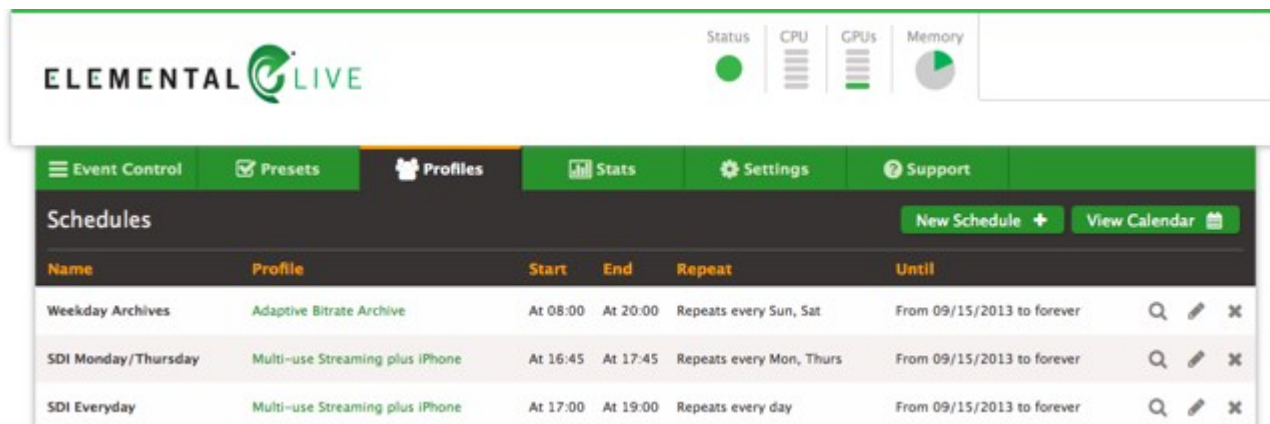 Status CPU GPUs Memory
ELEMENTAL LIVE
Event Control Presets Profiles Stats Settings Support
Schedules New Schedule View Calendar
Name Profile Start End Repeat Until
Weekday Archives Adaptive Bitrate Archive At 08:00 At 20:00 Repeats every Sun, Sat From 09/15/2013 to forever
SDI Monday/Thursday Multi-use Streaming plus iPhone At 16:45 At 17:45 Repeats every Mon, Thurs From 09/15/2013 to forever
SDI Everyday Multi-use Streaming plus iPhone At 17:00 At 19:00 Repeats every day From 09/15/2013 to forever